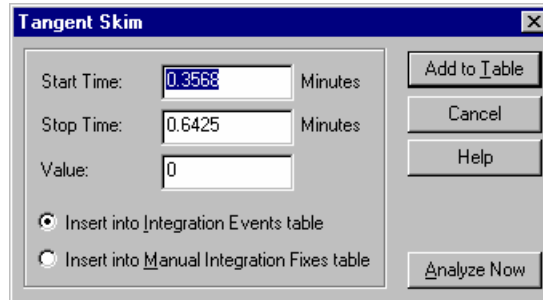 Tangent Skim
Start Time: 0.3568 Minutes Add to Table
Stop Time: 0.6425 Minutes Cancel
Value: 0 Help
Insert into Integration Events table
Insert into Manual Integration Fixes table
Analyze Now